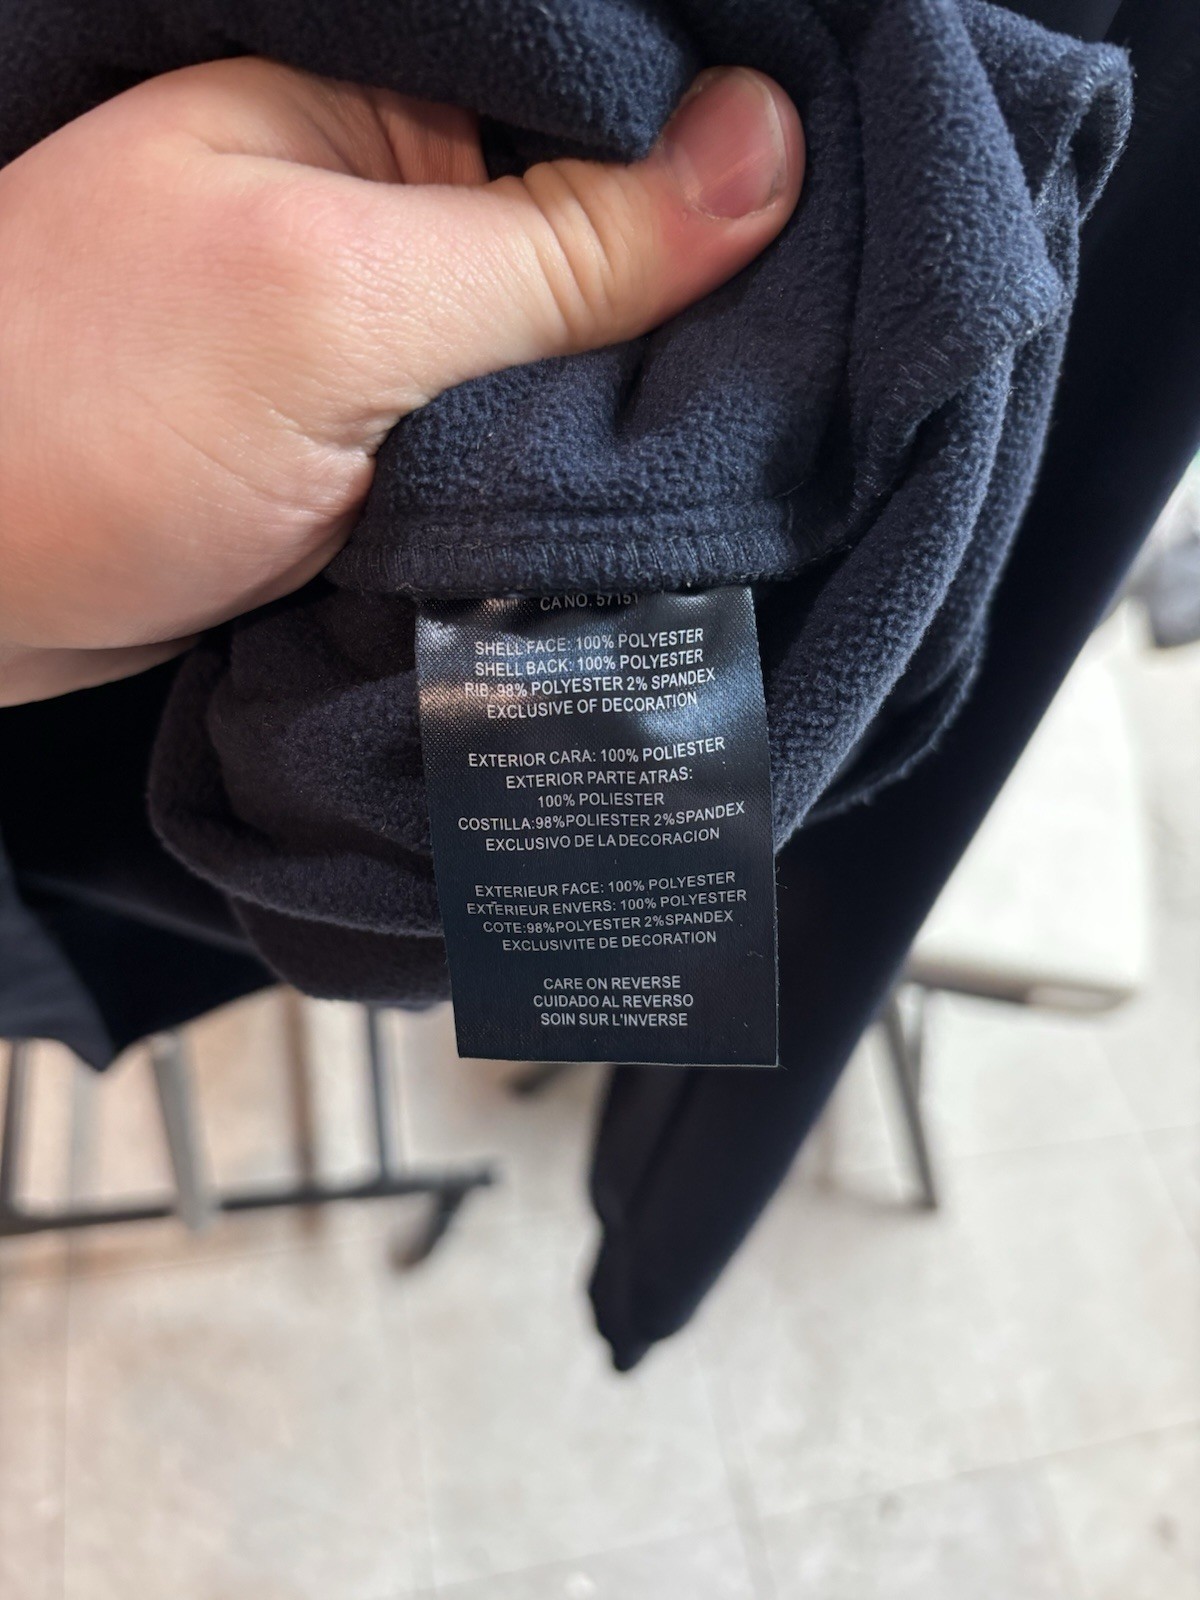 CA NO. 57151
SHELL FACE: 100% POLYESTER
SHELL BACK: 100% POLYESTER
RIB: 98% POLYESTER 2% SPANDEX
EXCLUSIVE OF DECORATION
EXTERIOR CARA: 100% POLIESTER
EXTERIOR PARTE ATRAS:
100% POLIESTER
COSTILLA:98%POLIESTER 2%SPANDEX
EXCLUSIVO DE LA DECORACION
EXTERIEUR FACE: 100% POLYESTER
EXTERIEUR ENVERS: 100% POLYESTER
COTE:98%POLYESTER 2%SPANDEX
EXCLUSIVITE DE DECORATION
CARE ON REVERSE
CUIDADO AL REVERSO
SOIN SUR L'INVERSE